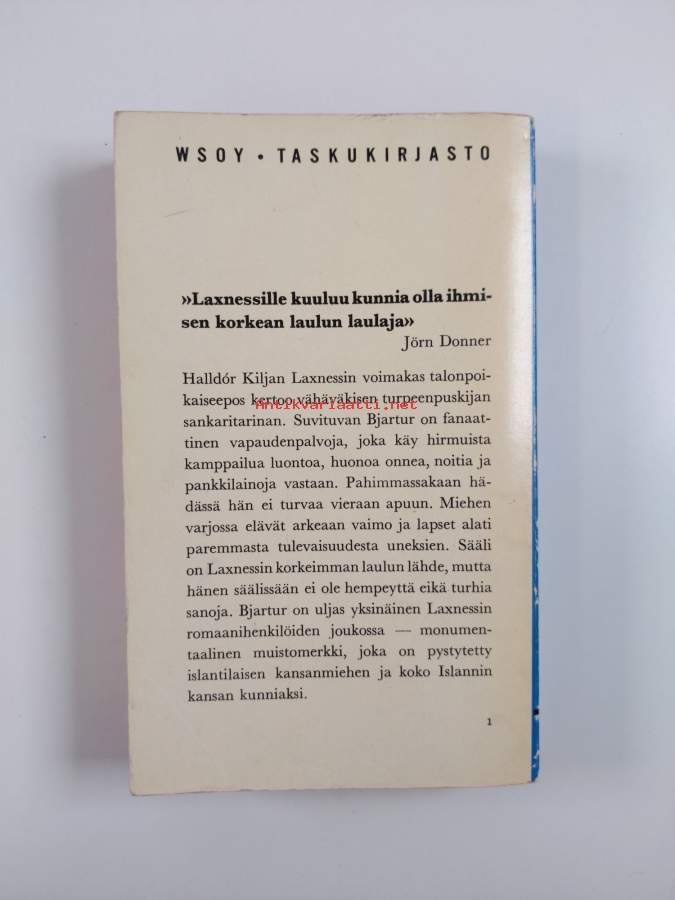 WSOY • TASKUKIRJASTO
»Laxnessille kuuluu kunnia olla ihmi-
sen korkean laulun laulaja»
Jörn Donner
Halldór Kiljan Laxnessin voimakas talonpoi-
kaiseepos kertoo vähäväkisen turpeenpuskijan
Antikvariaatti.net
sankaritarinan. Suvituvan Bjartur on fanaat-
tinen vapaudenpalvoja, joka käy hirmuista
kamppailua luontoa, huonoa onnea, noitia ja
pankkilainoja vastaan. Pahimmassakaan hä-
dässä hän ei turvaa vieraan apuun. Miehen
varjossa elävät arkeaan vaimo ja lapset alati
paremmasta tulevaisuudesta uneksien. Sääli
on Laxnessin korkeimman laulun lähde, mutta
hänen säälissään ei ole hempeyttä eikä turhia
sanoja. Bjartur on uljas yksinäinen Laxnessin
romaanihenkilöiden joukossa — monumen-
taalinen muistomerkki, joka on pystytetty
islantilaisen kansanmiehen ja koko Islannin
kansan kunniaksi.
1